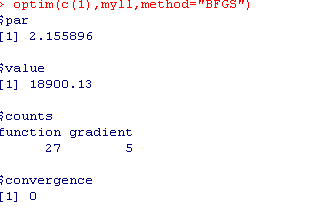 > optim(c(1),myll,method="BFGS")
$par
[1] 2.155896
$value
[1] 18900.13
$counts
function gradient
27 5
$convergence
[1] 0